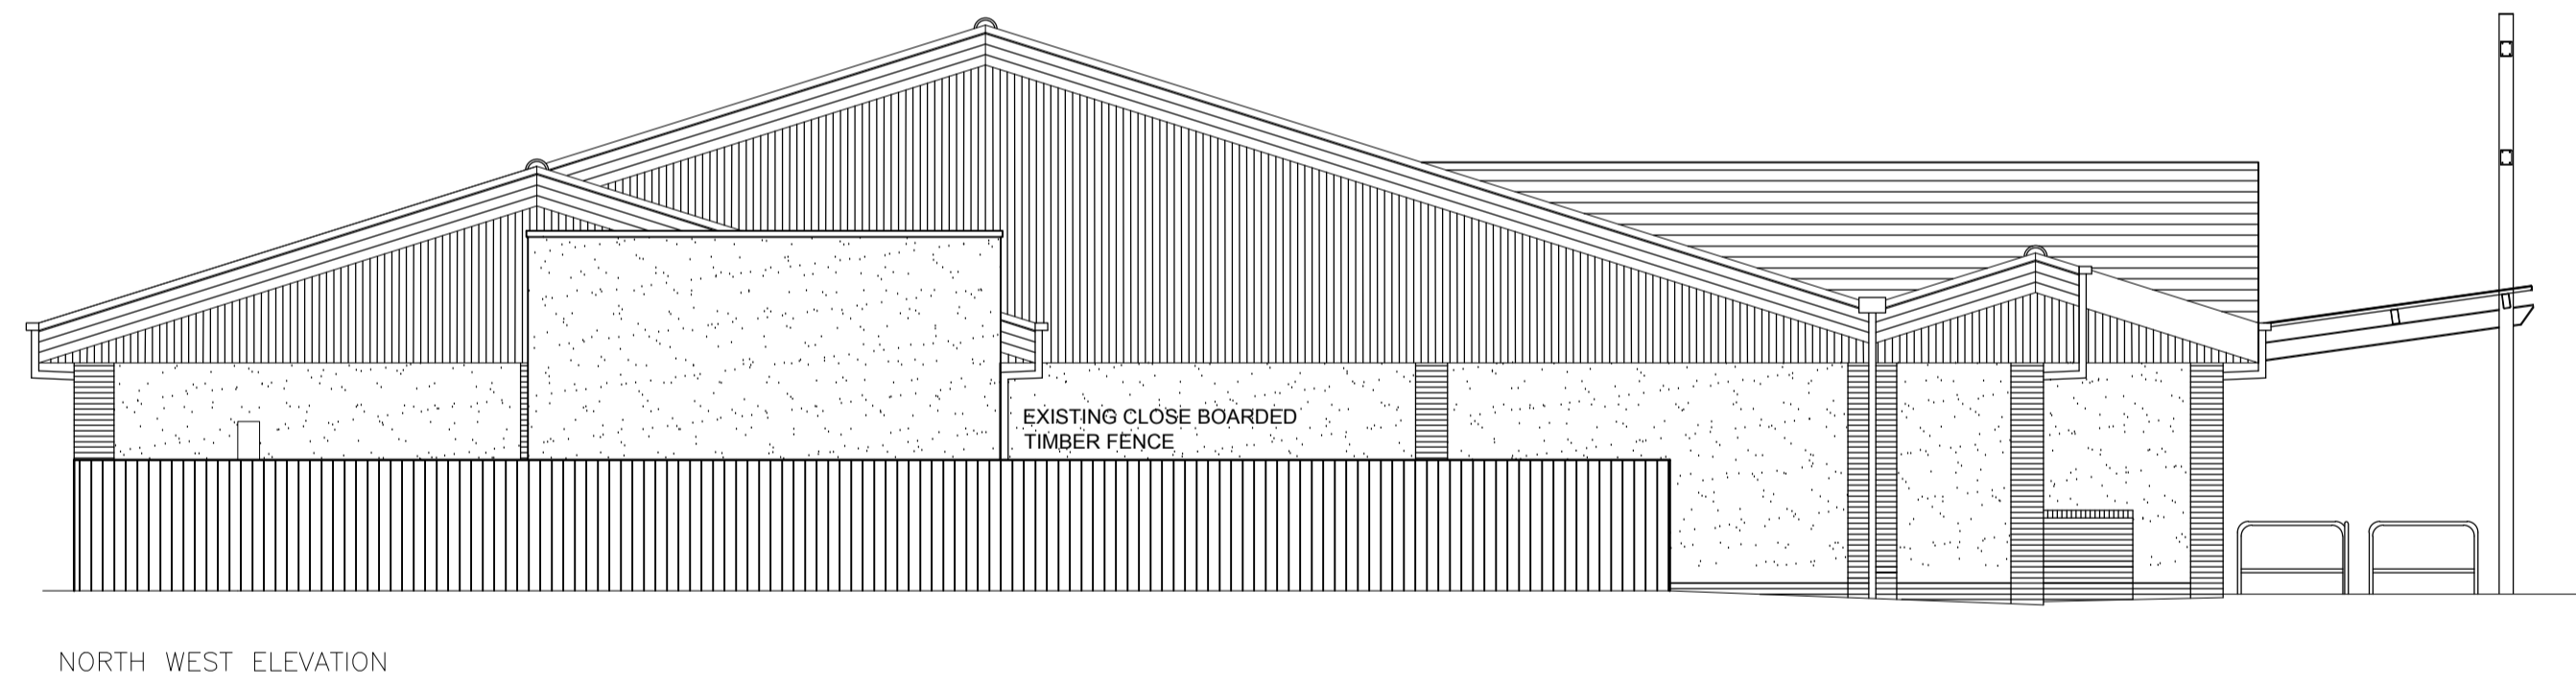 EXISTING CLOSE BOARDED
TIMBER FENCE
NORTH WEST ELEVATION